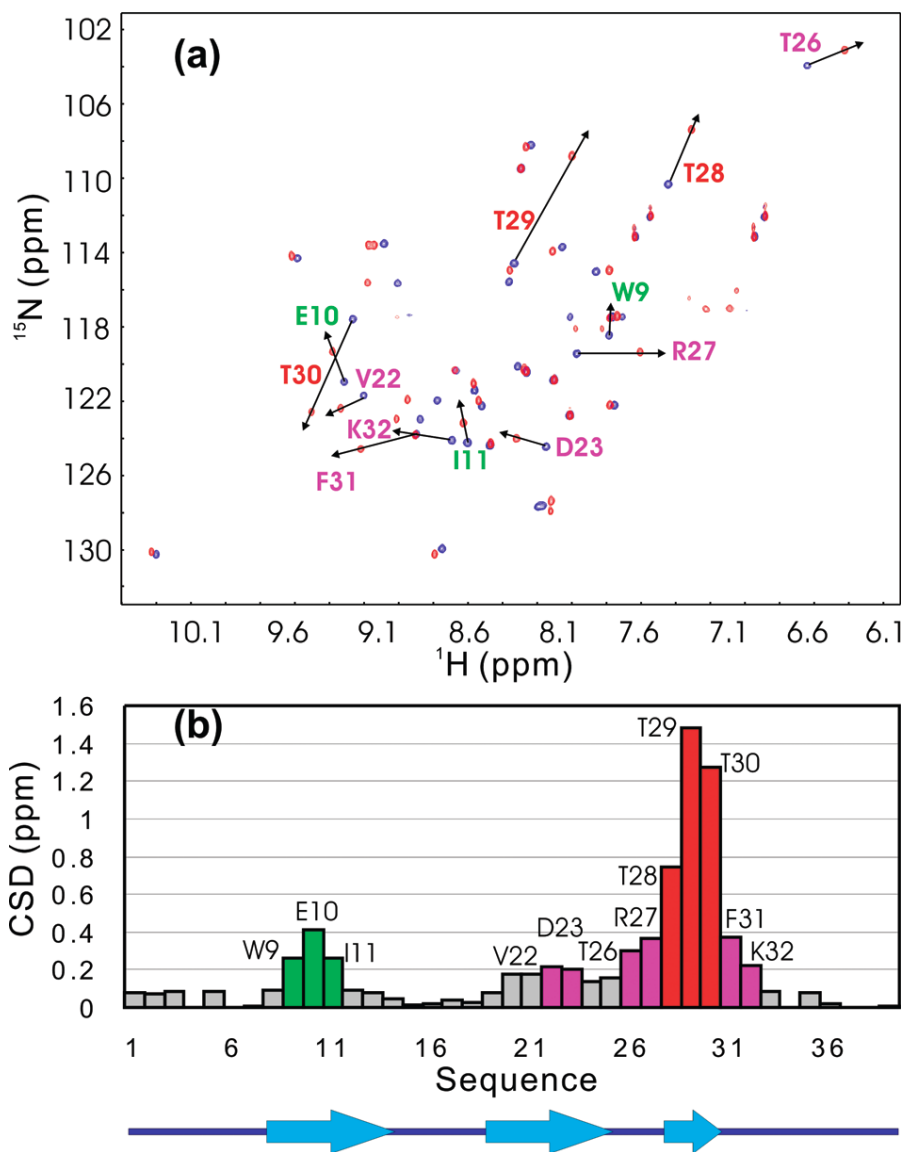 (a)
102
106
110
114
118
122
126
130
15N (ppm)
T26
T28
T29
W9
E10
T30
V22
R27
K32
I11
D23
F31
10.1 9.6 9.1 8.6 8.1 7.6 7.1 6.6 6.1
1H (ppm)
(b)
1.6
1.4
1.2
1
0.8
0.6
0.4
0.2
0
CSD (ppm)
T29
T30
T28
E10
D23
R27
F31
W9
I11
V22
T26
K32
1 6 11 16 21 26 31 36
Sequence